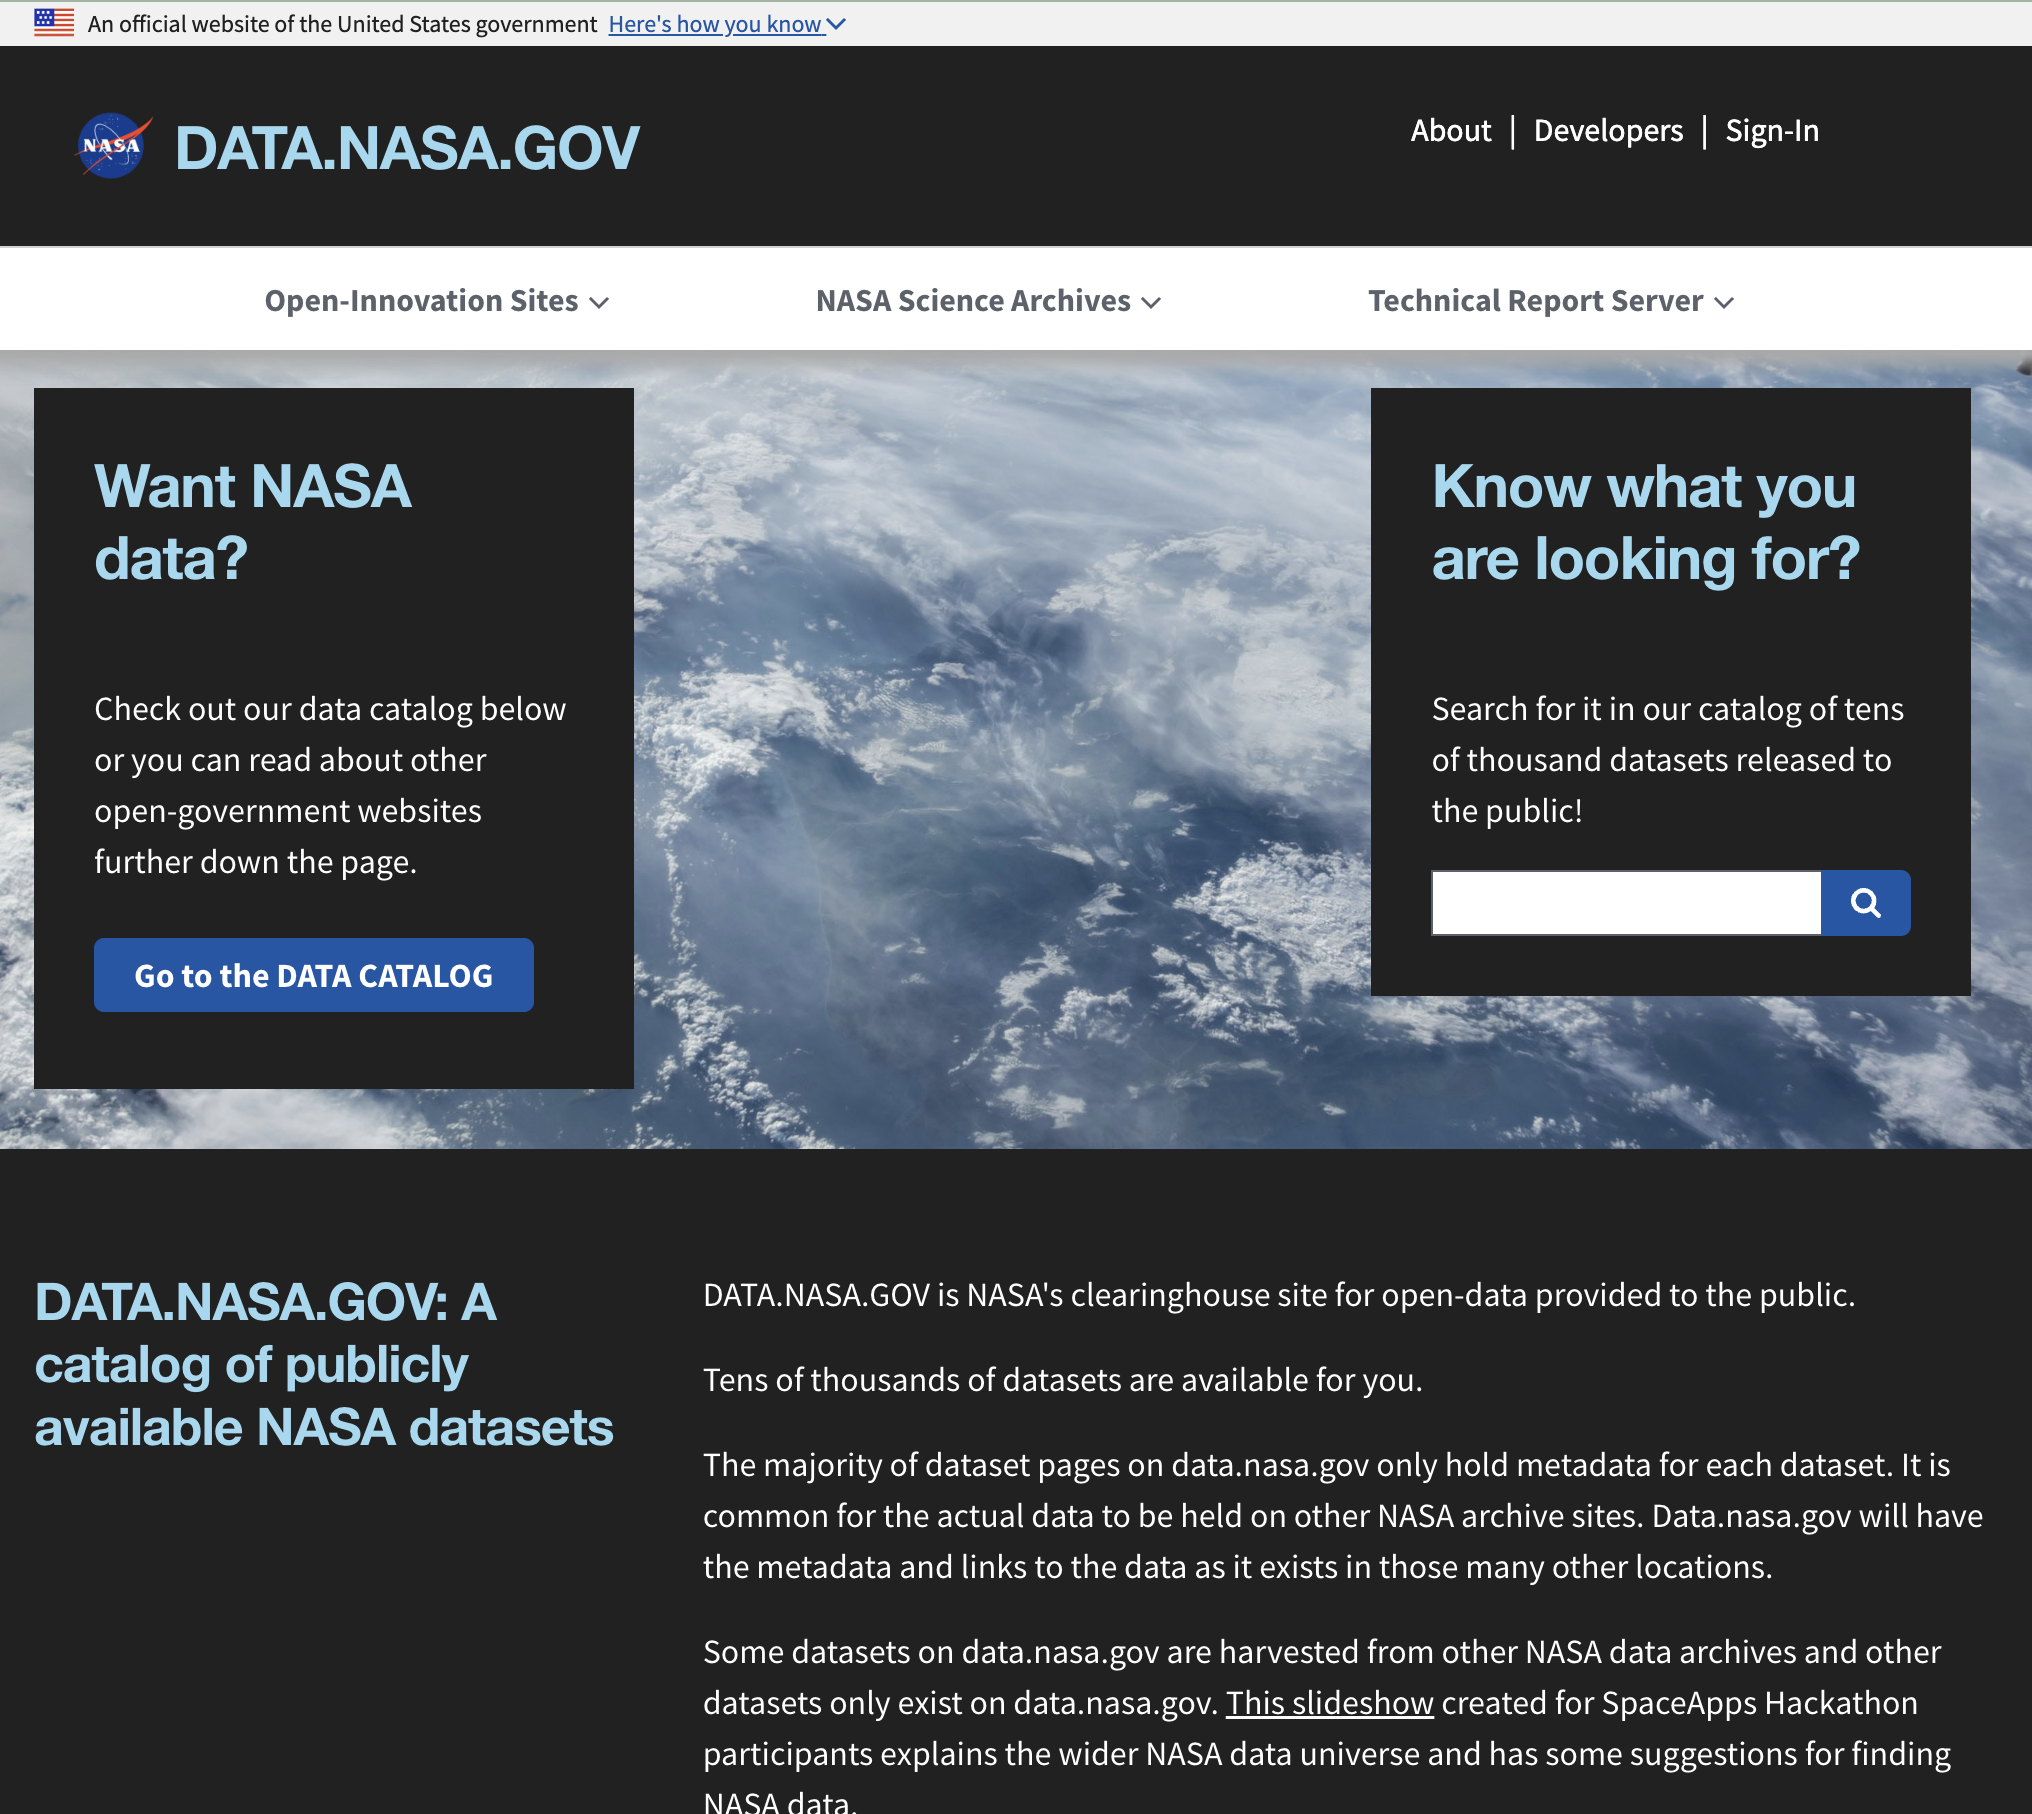 An official website of the United States government Here's how you know
NASA
DATA.NASA.GOV
About | Developers | Sign-In
Open-Innovation Sites
NASA Science Archives
Technical Report Server
Want NASA
data?
Check out our data catalog below
or you can read about other
open-government websites
further down the page.
Go to the DATA CATALOG
Know what you
are looking for?
Search for it in our catalog of tens
of thousand datasets released to
the public!
DATA.NASA.GOV: A
catalog of publicly
available NASA datasets
DATA.NASA.GOV is NASA's clearinghouse site for open-data provided to the public.
Tens of thousands of datasets are available for you.
The majority of dataset pages on data.nasa.gov only hold metadata for each dataset. It is
common for the actual data to be held on other NASA archive sites. Data.nasa.gov will have
the metadata and links to the data as it exists in those many other locations.
Some datasets on data.nasa.gov are harvested from other NASA data archives and other
datasets only exist on data.nasa.gov. This slideshow created for SpaceApps Hackathon
participants explains the wider NASA data universe and has some suggestions for finding
NASA data.